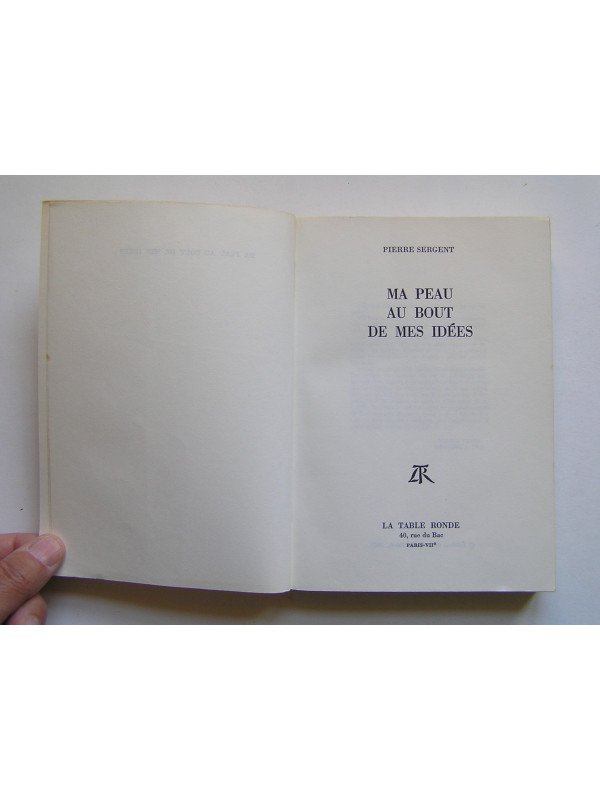 PIERRE SERGENT
MA PEAU
AU BOUT
DE MES IDÉES
LA TABLE RONDE
40, rue du Bac
PARIS-VIIe